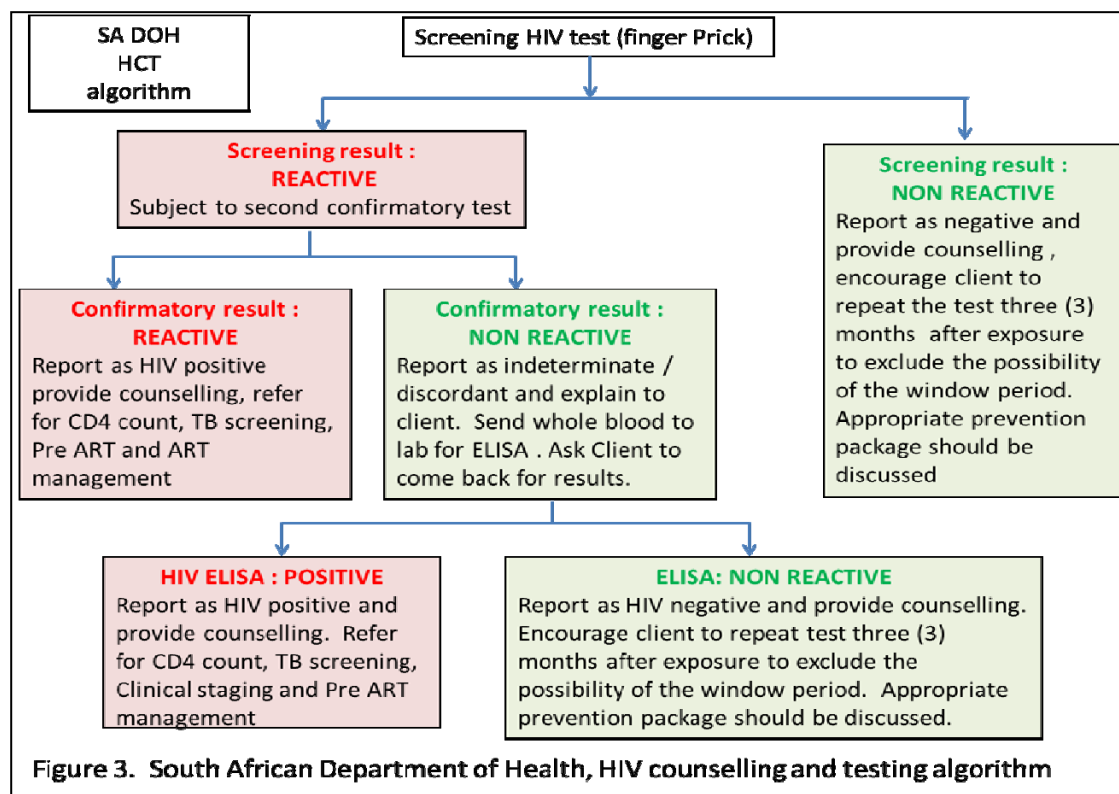 SA DOH
HCT
algorithm
Screening HIV test (finger Prick)
Screening result :
REACTIVE
Subject to second confirmatory test
Screening result :
NON REACTIVE
Report as negative and
provide counselling ,
encourage client to
repeat the test three (3)
months after exposure
to exclude the possibility
of the window period.
Appropriate prevention
package should be
discussed
Confirmatory result :
REACTIVE
Report as HIV positive
provide counselling, refer
for CD4 count, TB screening,
Pre ART and ART
management
Confirmatory result :
NON REACTIVE
Report as indeterminate /
discordant and explain to
client. Send whole blood to
lab for ELISA . Ask Client to
come back for results.
HIV ELISA : POSITIVE
Report as HIV positive and
provide counselling. Refer
for CD4 count, TB screening,
Clinical staging and Pre ART
management
ELISA: NON REACTIVE
Report as HIV negative and provide counselling.
Encourage client to repeat test three (3)
months after exposure to exclude the
possibility of the window period. Appropriate
prevention package should be discussed.
Figure 3. South African Department of Health, HIV counselling and testing algorithm